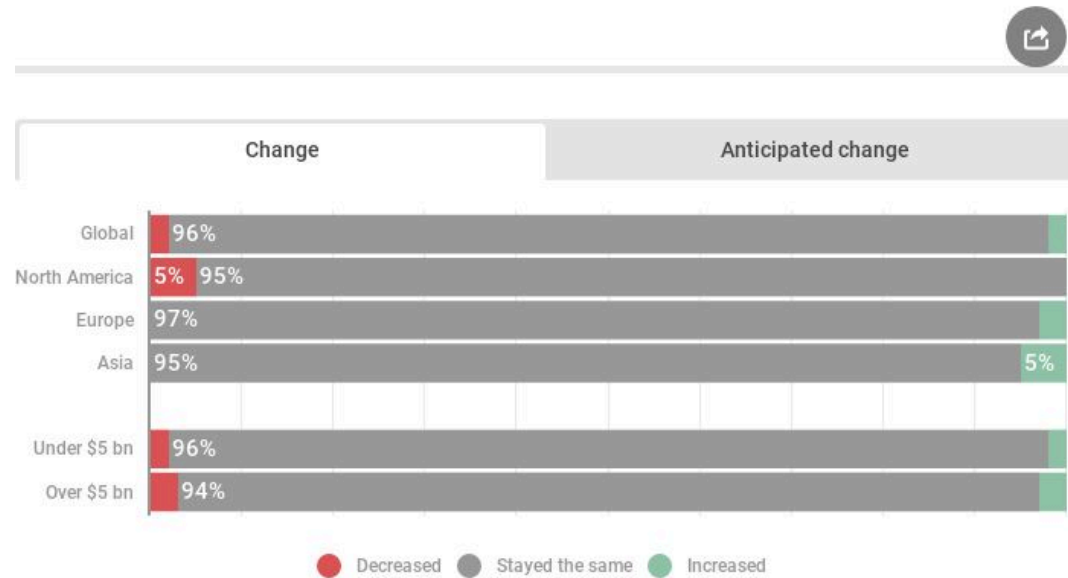 Change Anticipated change
Global 96%
North America 5% 95%
Europe 97%
Asia 95% 5%
Under $5 bn 96%
Over $5 bn 94%
Decreased Stayed the same Increased